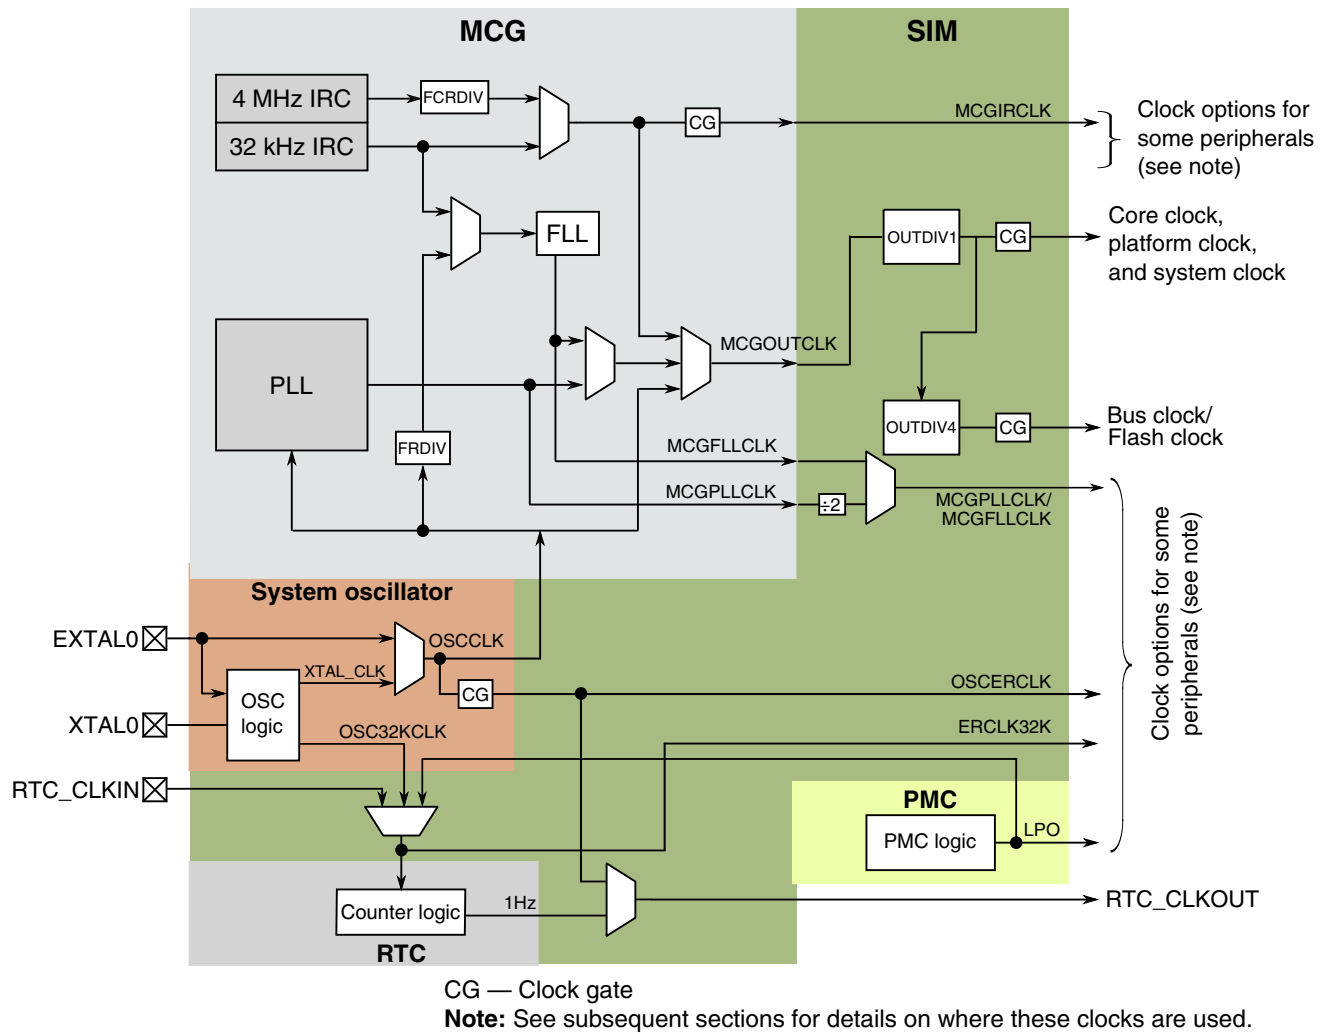 MCG
SIM
4 MHz IRC
FCRDIV
32 kHz IRC
CG
MCGIRCLK
Clock options for
some peripherals
(see note)
FLL
OUTDIV1
CG
Core clock,
platform clock,
and system clock
PLL
MCGOUTCLK
FRDIV
OUTDIV4
CG
Bus clock/
Flash clock
MCGFLLCLK
MCGPLLCLK
÷2
MCGPLLCLK/
MCGFLLCLK
Clock options for some
peripherals (see note)
System oscillator
EXTAL0
OSCCLK
XTAL_CLK
CG
OSCERCLK
OSC
logic
XTAL0
OSC32KCLK
ERCLK32K
RTC_CLKIN
PMC
PMC logic
LPO
Counter logic
1Hz
RTC_CLKOUT
RTC
CG — Clock gate
Note: See subsequent sections for details on where these clocks are used.